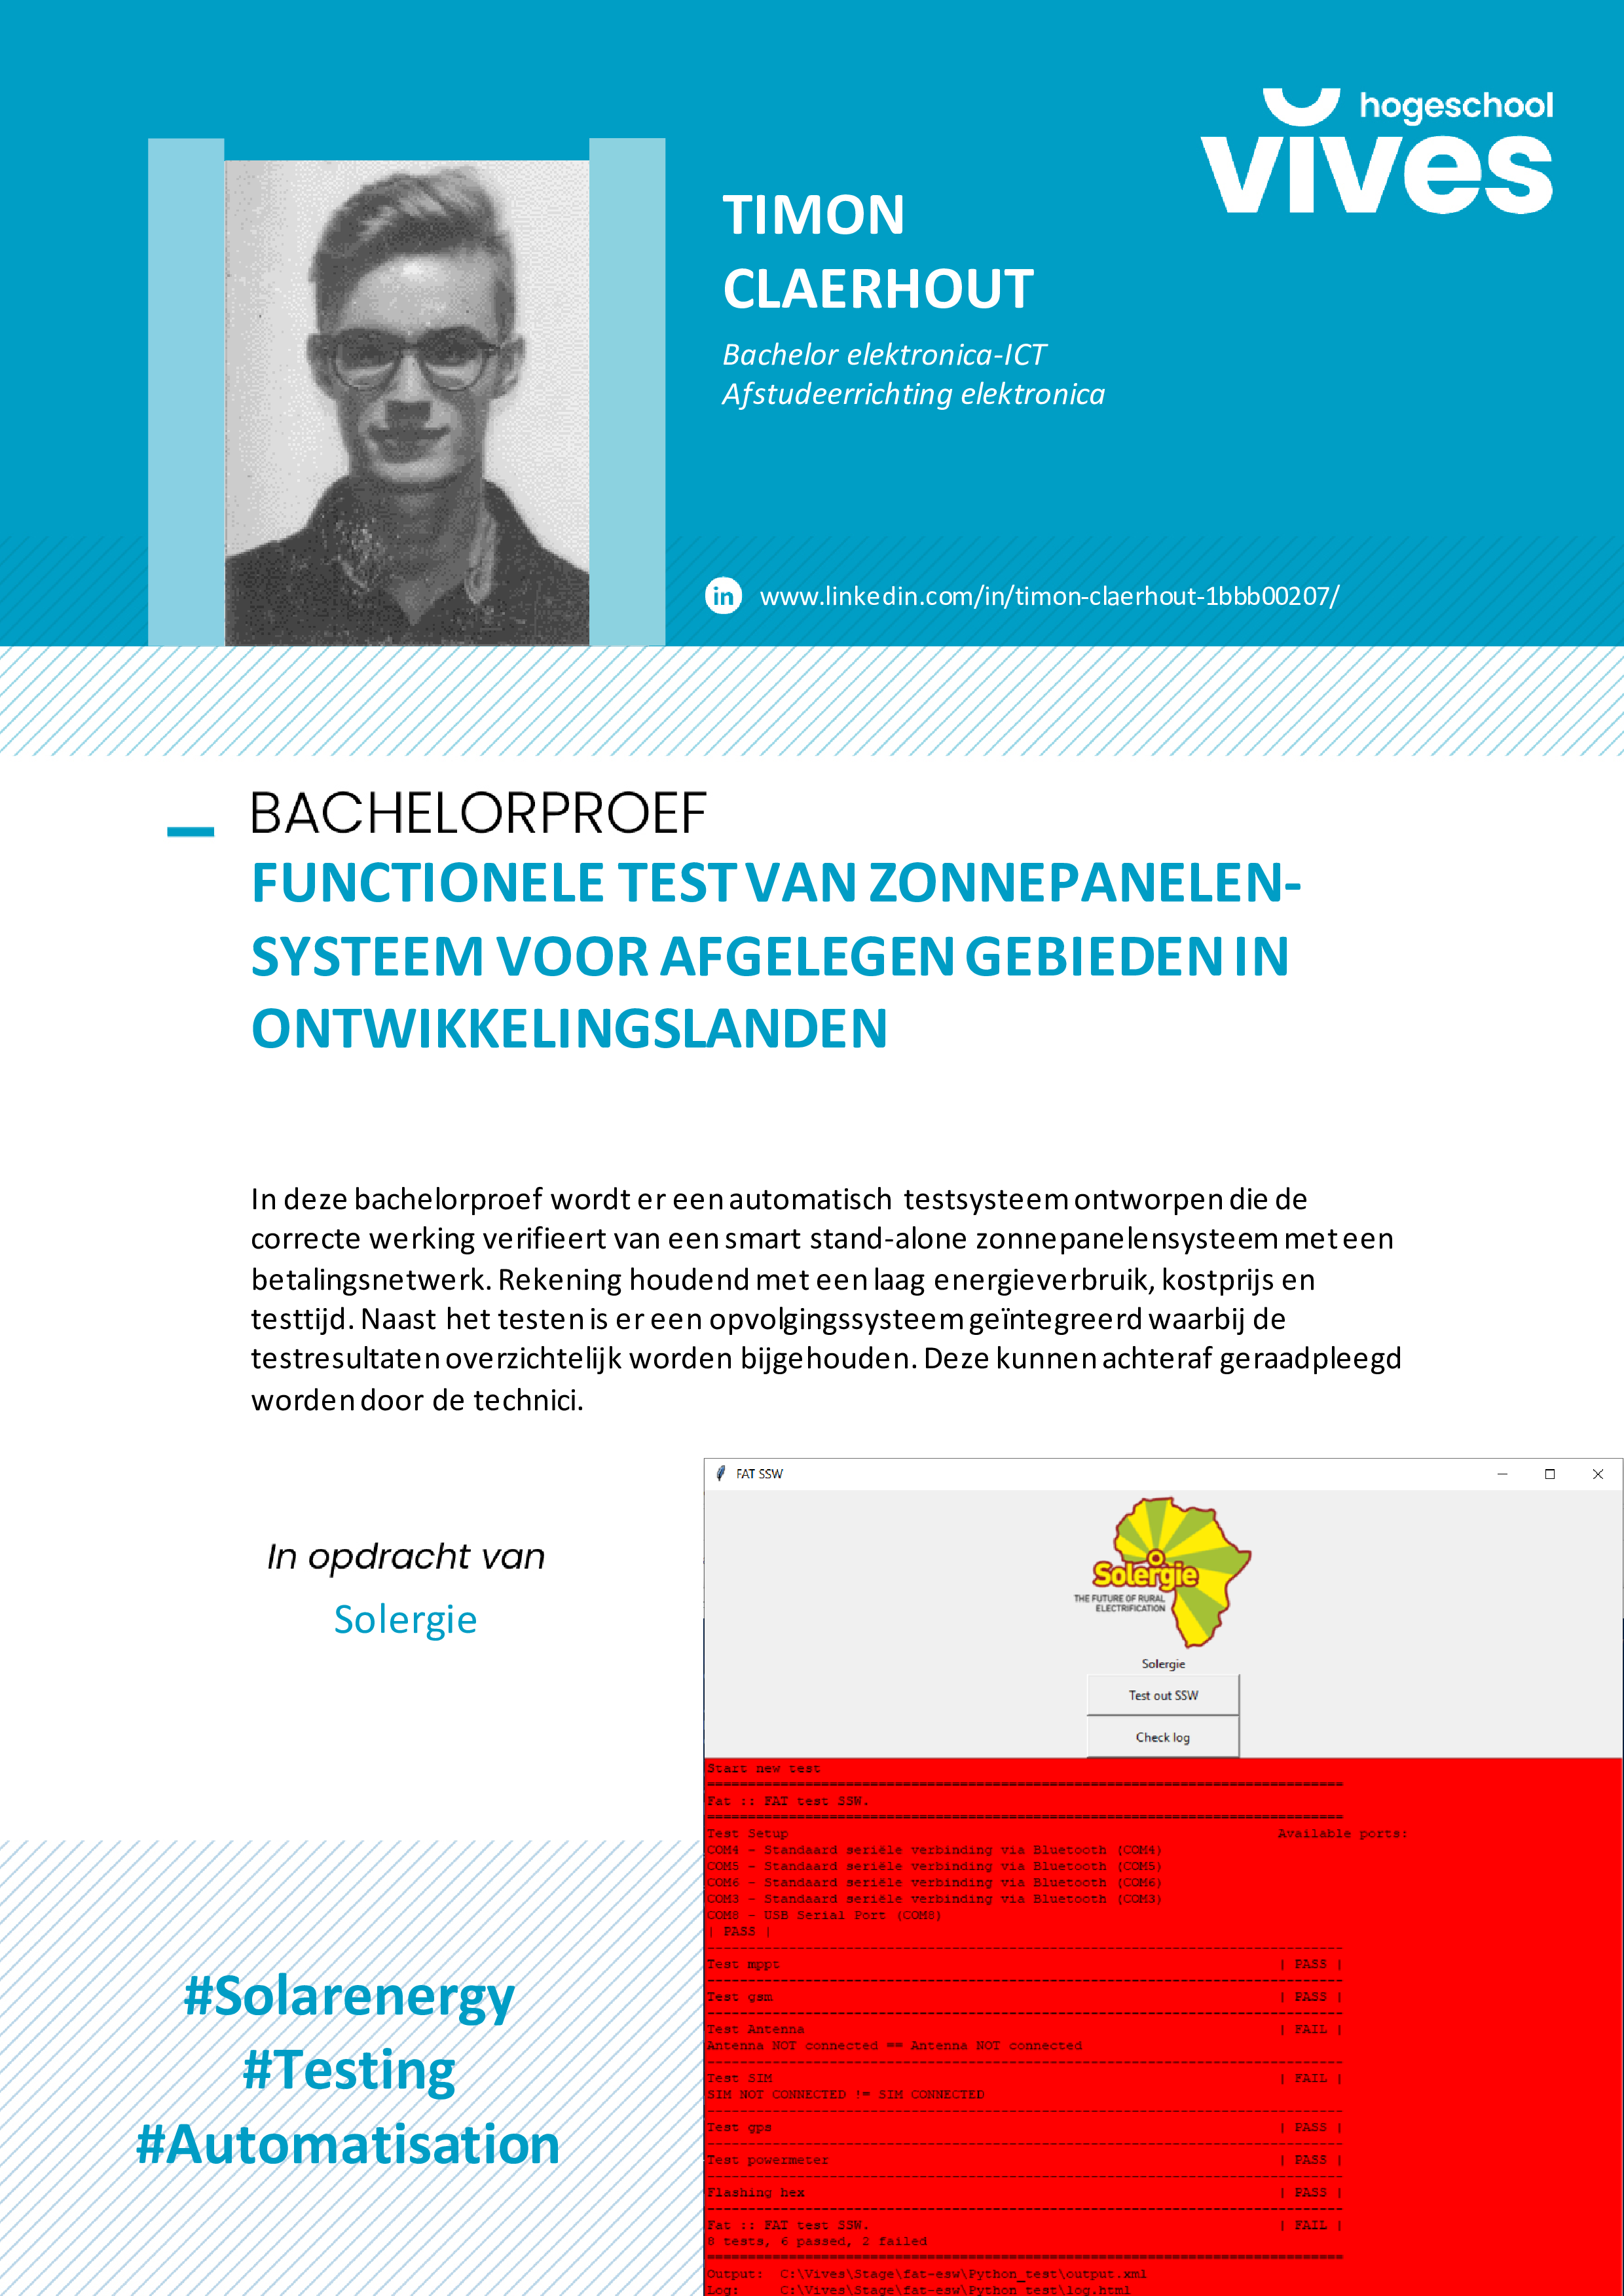 hogeschool
vives
TIMON
CLAERHOUT
Bachelor elektronica-ICT
Afstudeerrichting elektronica
in www.linkedin.com/in/timon-claerhout-1bbb00207/
BACHELORPROEF
FUNCTIONELE TEST VAN ZONNEPANELEN-
SYSTEEM VOOR AFGELEGEN GEBIEDEN IN
ONTWIKKELINGSLANDEN
In deze bachelorproef wordt er een automatisch testsysteem ontworpen die de
correcte werking verifieert van een smart stand-alone zonnepanelensysteem met een
betalingsnetwerk. Rekening houdend met een laag energieverbruik, kostprijs en
testtijd. Naast het testen is er een opvolgingssysteem geïntegreerd waarbij de
testresultaten overzichtelijk worden bijgehouden. Deze kunnen achteraf geraadpleegd
worden door de technici.
In opdracht van
Solergie
#Solarenergy
#Testing
#Automatisation
FAT SSW
Solergie
THE FUTURE OF RURAL
ELECTRIFICATION
Solergie
Test out SSW
Check log
Start new test
==============================================================================
Fat :: FAT test SSW.
==============================================================================
Test Setup Available ports:
COM4 - Standaard seriële verbinding via Bluetooth (COM4)
COM5 - Standaard seriële verbinding via Bluetooth (COM5)
COM6 - Standaard seriële verbinding via Bluetooth (COM6)
COM3 - Standaard seriële verbinding via Bluetooth (COM3)
COM8 - USB Serial Port (COM8)
| PASS |
------------------------------------------------------------------------------
Test mppt | PASS |
------------------------------------------------------------------------------
Test gsm | PASS |
------------------------------------------------------------------------------
Test Antenna | FAIL |
Antenna NOT connected == Antenna NOT connected
------------------------------------------------------------------------------
Test SIM | FAIL |
SIM NOT CONNECTED != SIM CONNECTED
------------------------------------------------------------------------------
Test gps | PASS |
------------------------------------------------------------------------------
Test powermeter | PASS |
------------------------------------------------------------------------------
Flashing hex | PASS |
------------------------------------------------------------------------------
Fat :: FAT test SSW. | FAIL |
8 tests, 6 passed, 2 failed
==============================================================================
Output: C:\Vives\Stage\fat-esw\Python_test\output.xml
Log: C:\Vives\Stage\fat-esw\Python_test\log.html